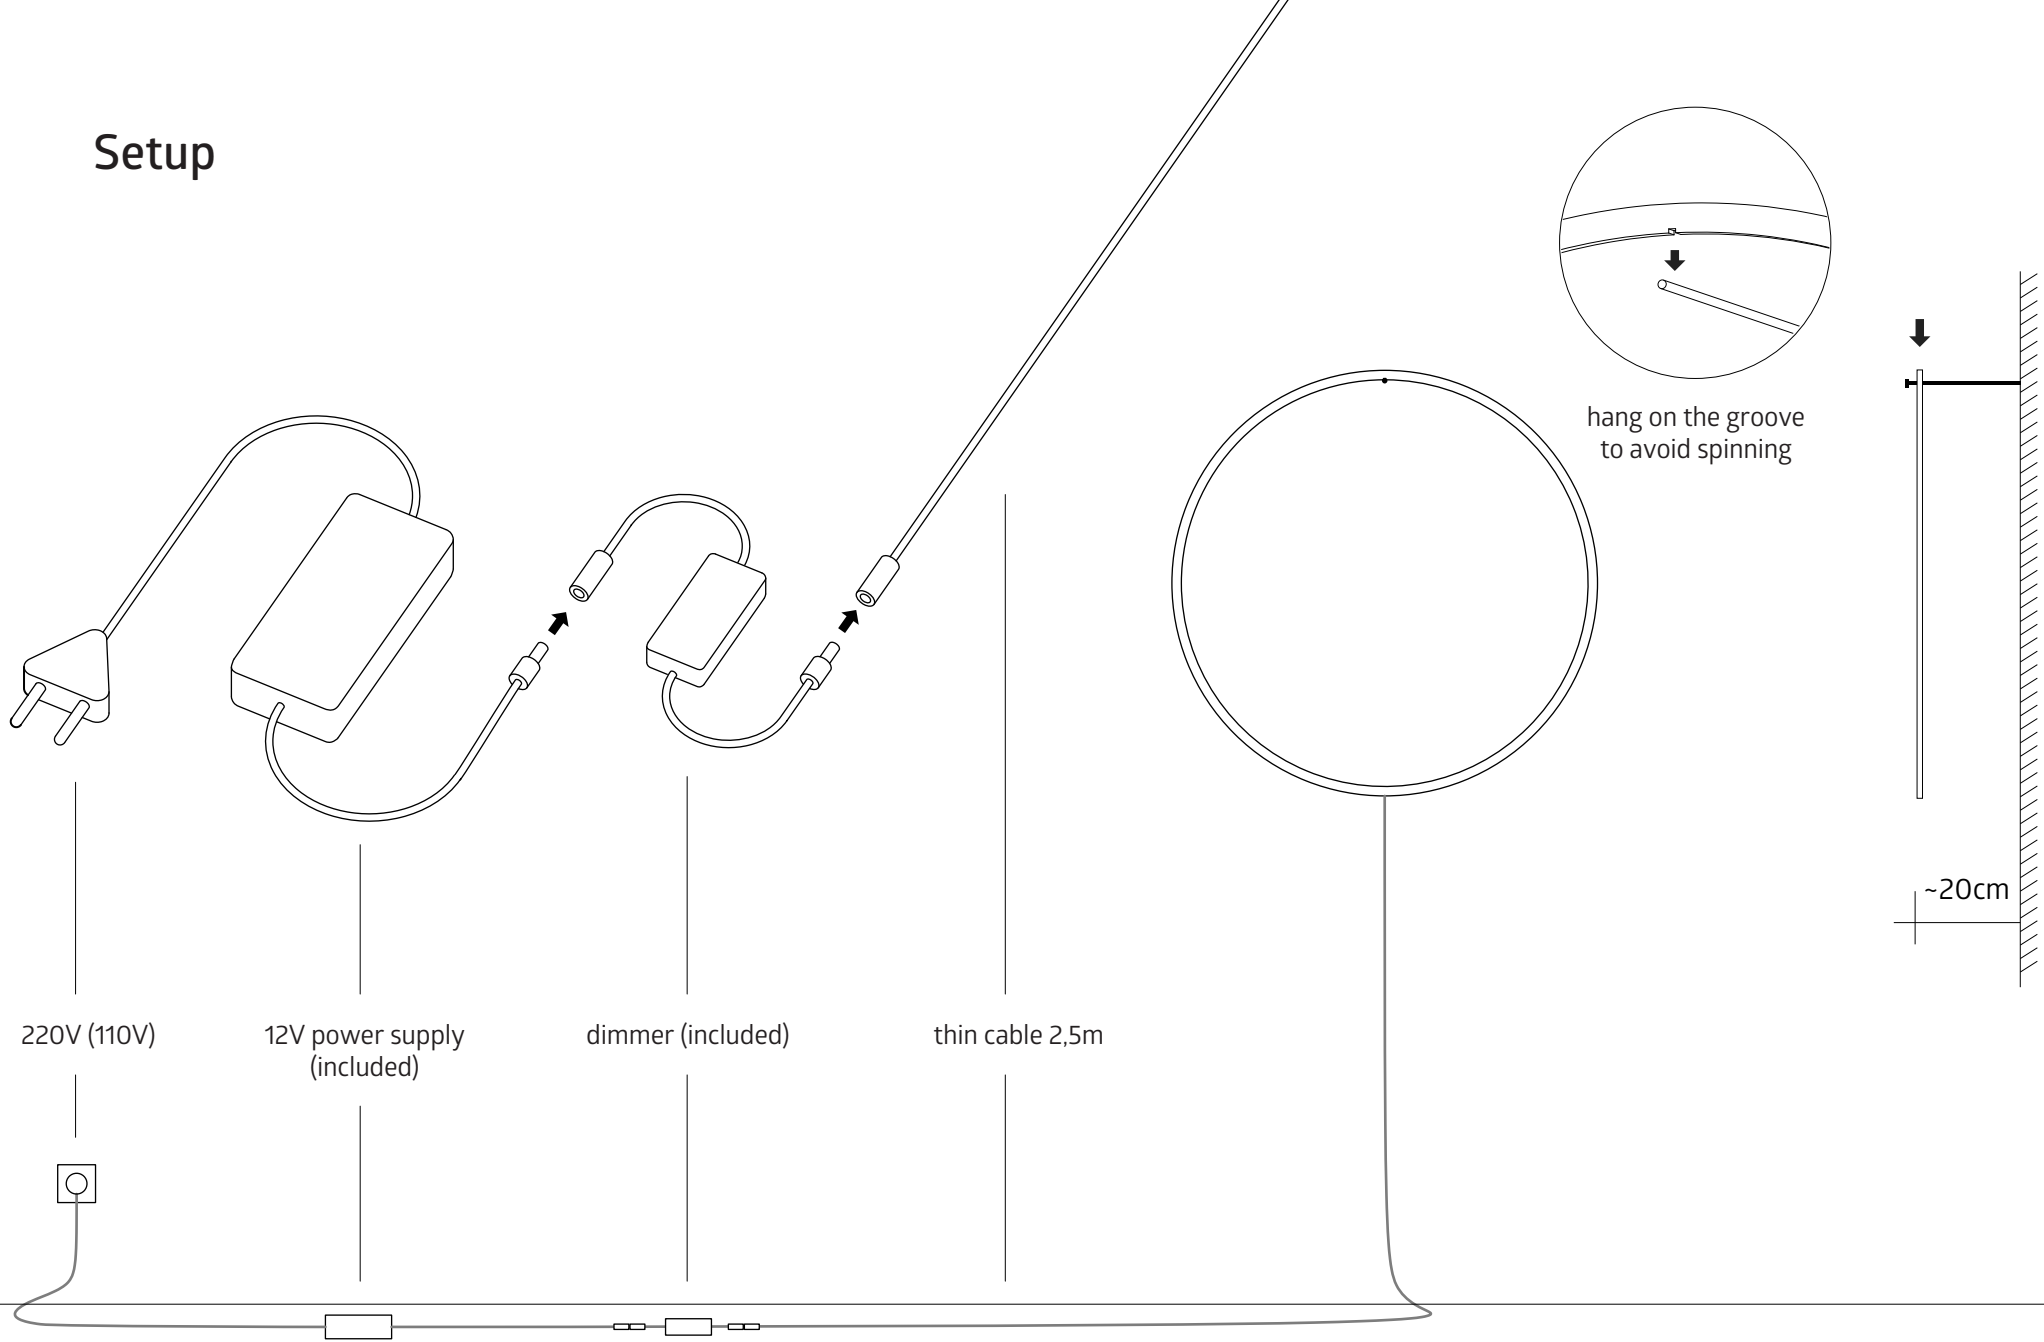 Setup
hang on the groove
to avoid spinning
~20cm
220V (110V)
12V power supply
(included)
dimmer (included)
thin cable 2,5m